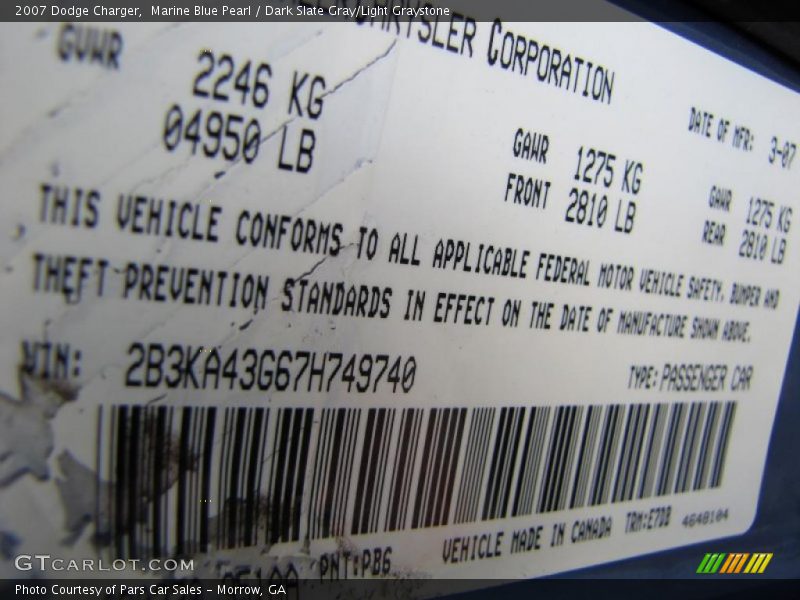 2007 Dodge Charger, Marine Blue Pearl / Dark Slate Gray/Light Graystone
CORPORATION
DATE OF MFR: 3-07
GVWR
2246 KG
04950 LB
GAWR 1275 KG
FRONT 2810 LB
GAWR 1275 KG
REAR 2810 LB
THIS VEHICLE CONFORMS TO ALL APPLICABLE FEDERAL MOTOR VEHICLE SAFETY, BUMPER AND
THEFT PREVENTION STANDARDS IN EFFECT ON THE DATE OF MANUFACTURE SHOWN ABOVE.
VIN: 2B3KA43G67H749740
TYPE: PASSENGER CAR
VEHICLE MADE IN CANADA TRM:E7DB 4648104
PNT:PB6
GTCARLOT.COM
Photo Courtesy of Pars Car Sales - Morrow, GA